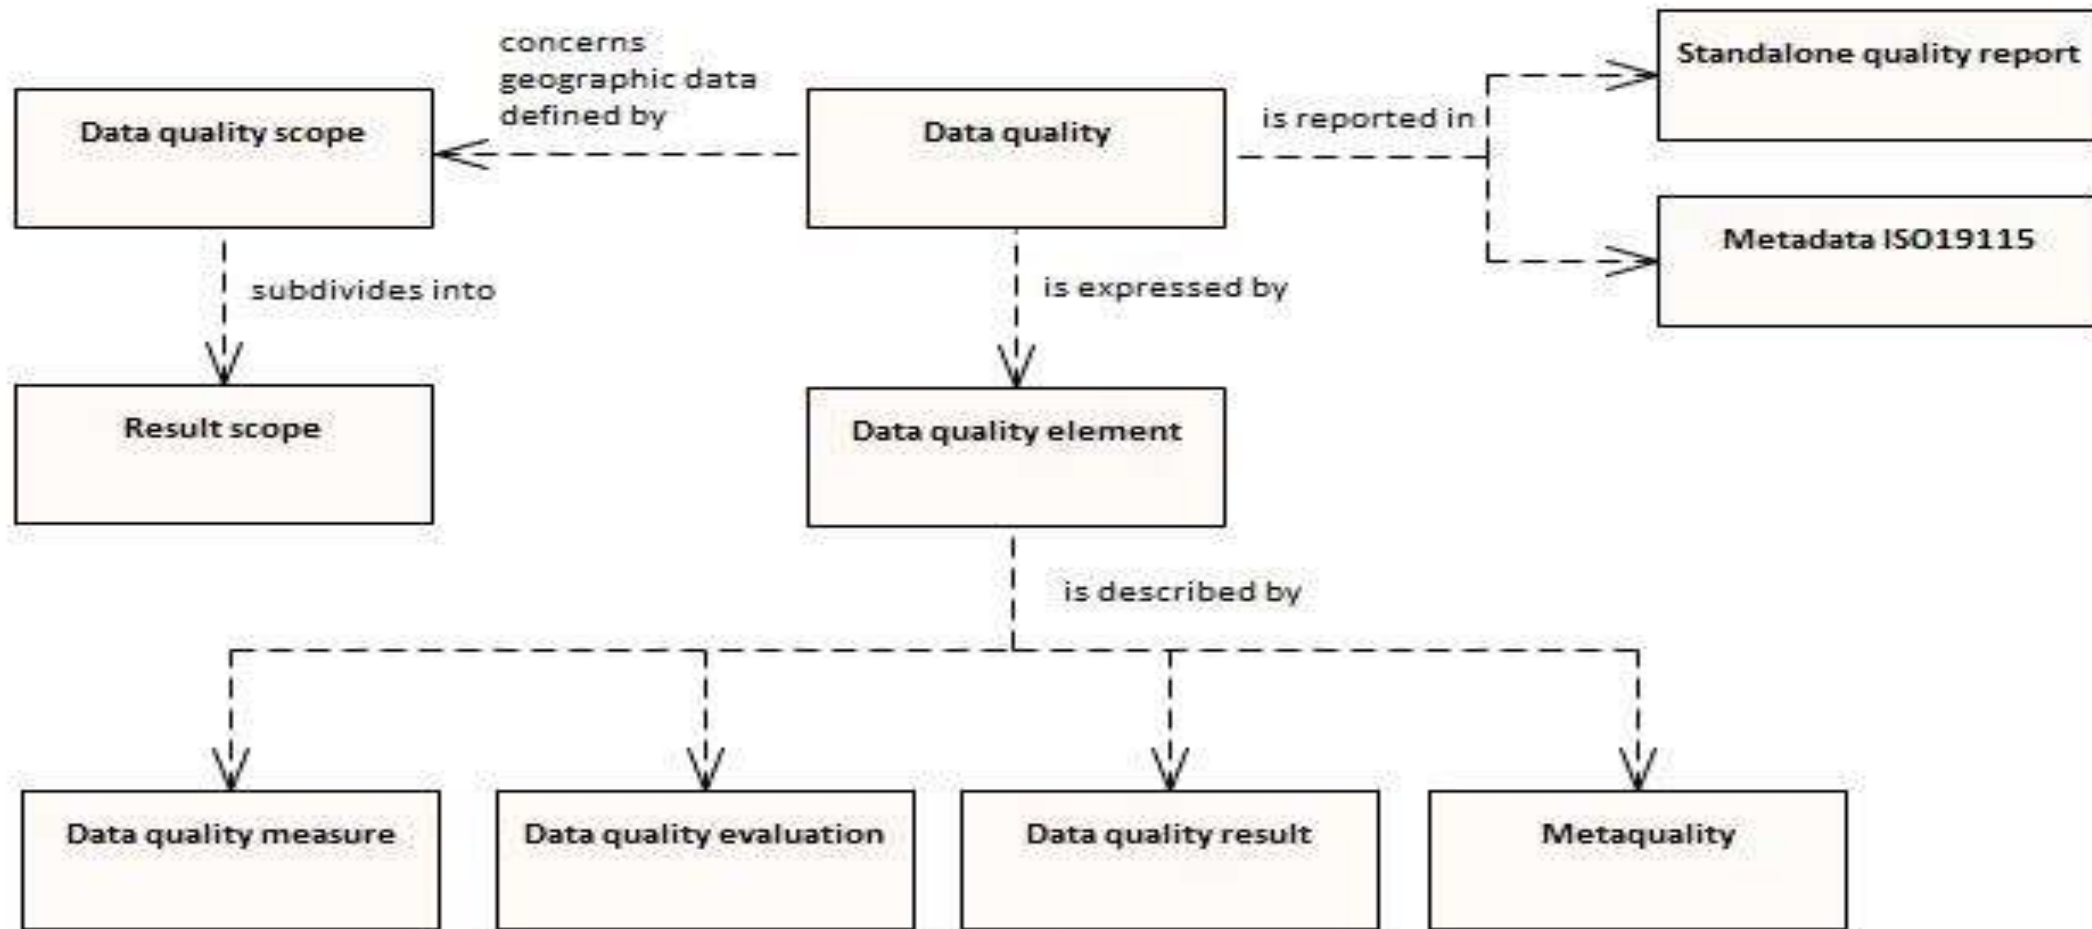 concerns
geographic data
defined by
Standalone quality report
Data quality scope
Data quality
is reported in
Metadata ISO19115
subdivides into
is expressed by
Result scope
Data quality element
is described by
Data quality measure
Data quality evaluation
Data quality result
Metaquality